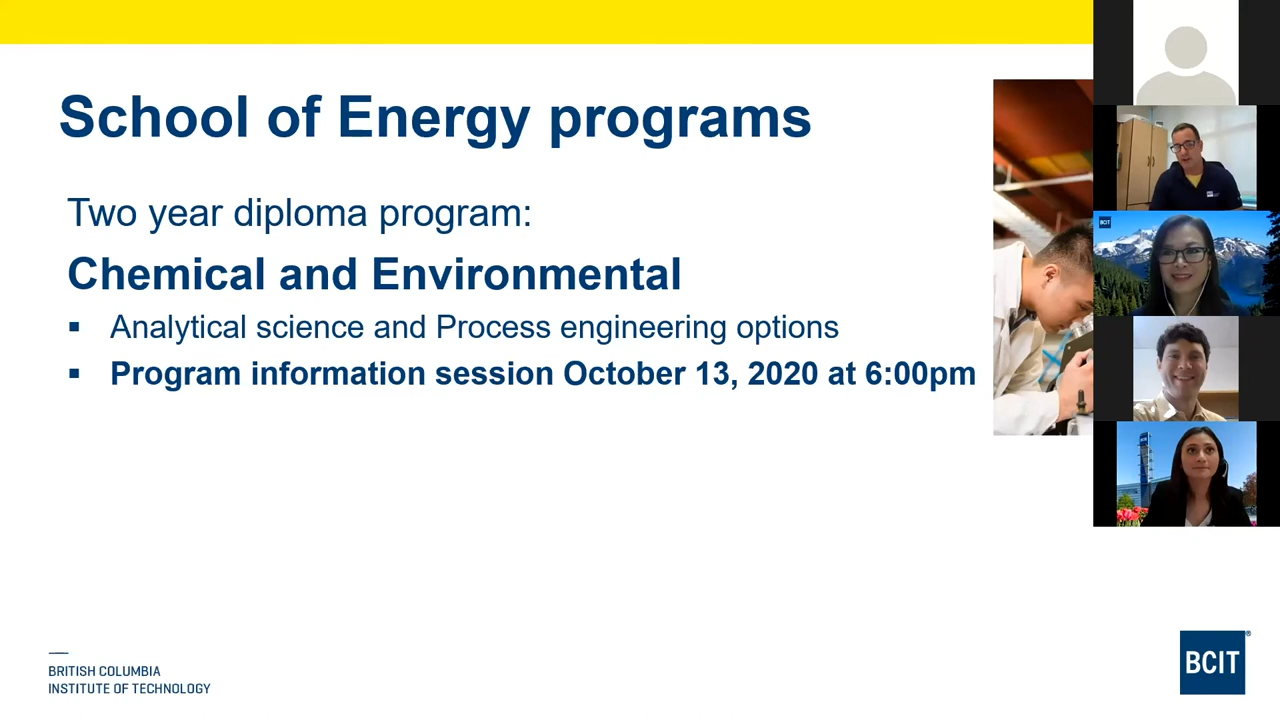 School of Energy programs
Two year diploma program:
Chemical and Environmental
▪ Analytical science and Process engineering options
▪ Program information session October 13, 2020 at 6:00pm
BCIT
BRITISH COLUMBIA
INSTITUTE OF TECHNOLOGY
BCIT®